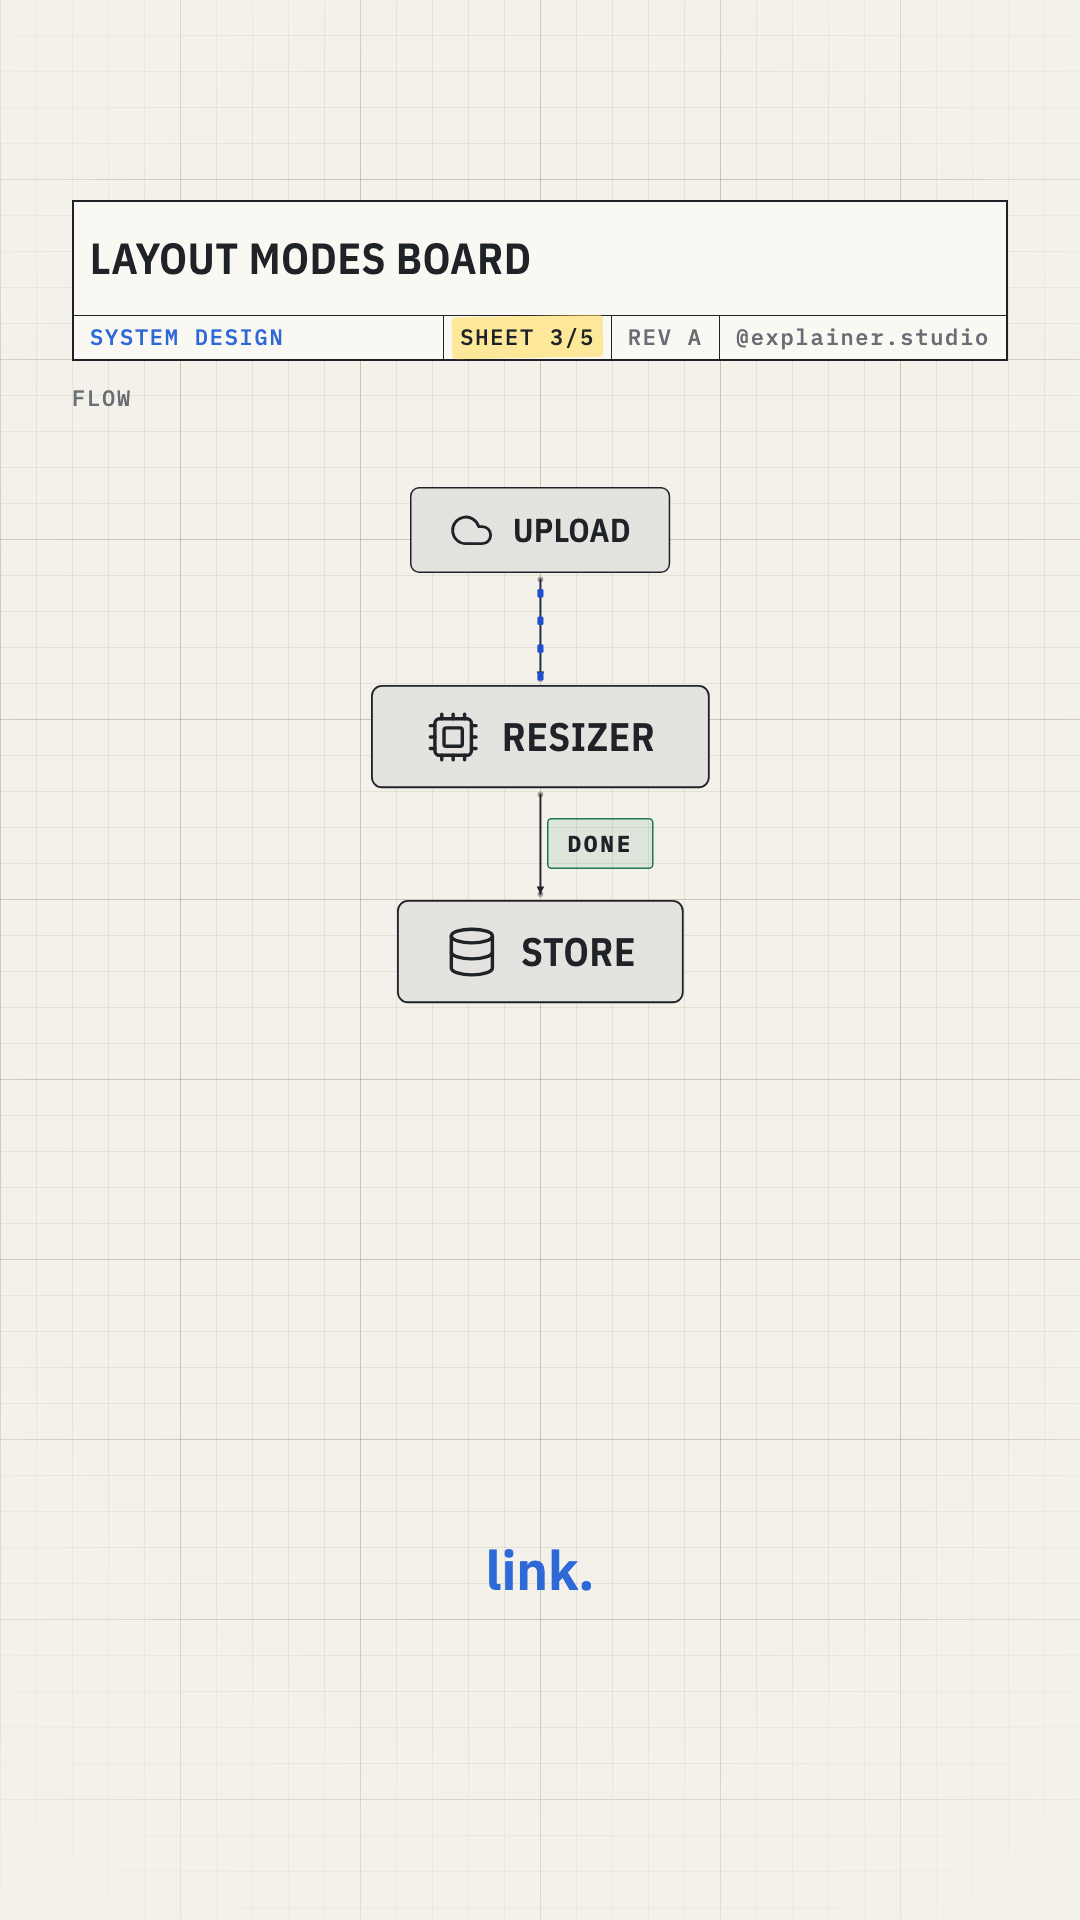 LAYOUT MODES BOARD
SYSTEM DESIGN SHEET 3/5 REV A @explainer.studio
FLOW
UPLOAD
RESIZER
DONE
STORE
link.